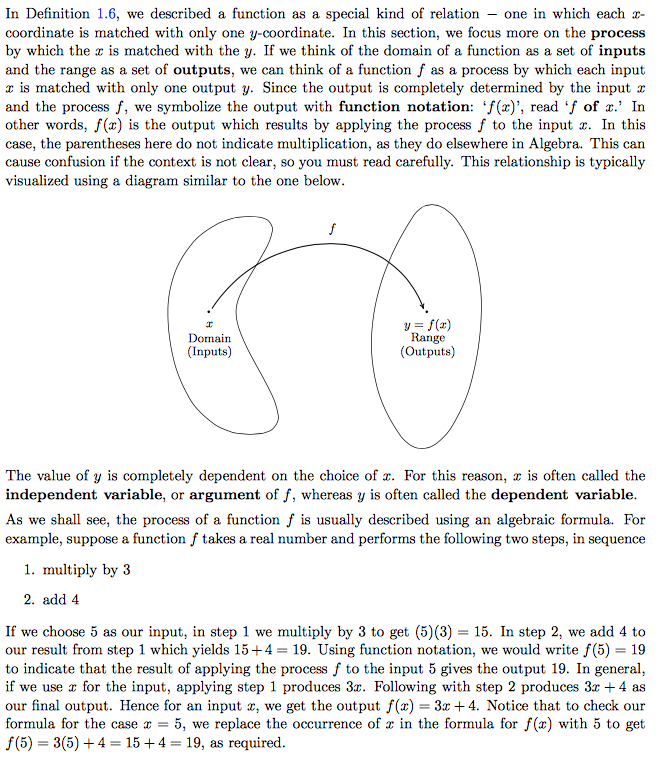 In Definition 1.6, we described a function as a special kind of relation – one in which each x-
coordinate is matched with only one y-coordinate. In this section, we focus more on the process
by which the x is matched with the y. If we think of the domain of a function as a set of inputs
and the range as a set of outputs, we can think of a function f as a process by which each input
x is matched with only one output y. Since the output is completely determined by the input x
and the process f, we symbolize the output with function notation: ‘f(x)’, read ‘f of x.’ In
other words, f(x) is the output which results by applying the process f to the input x. In this
case, the parentheses here do not indicate multiplication, as they do elsewhere in Algebra. This can
cause confusion if the context is not clear, so you must read carefully. This relationship is typically
visualized using a diagram similar to the one below.
f
x
Domain
(Inputs)
y = f(x)
Range
(Outputs)
The value of y is completely dependent on the choice of x. For this reason, x is often called the
independent variable, or argument of f, whereas y is often called the dependent variable.
As we shall see, the process of a function f is usually described using an algebraic formula. For
example, suppose a function f takes a real number and performs the following two steps, in sequence
1. multiply by 3
2. add 4
If we choose 5 as our input, in step 1 we multiply by 3 to get (5)(3) = 15. In step 2, we add 4 to
our result from step 1 which yields 15 + 4 = 19. Using function notation, we would write f(5) = 19
to indicate that the result of applying the process f to the input 5 gives the output 19. In general,
if we use x for the input, applying step 1 produces 3x. Following with step 2 produces 3x + 4 as
our final output. Hence for an input x, we get the output f(x) = 3x + 4. Notice that to check our
formula for the case x = 5, we replace the occurrence of x in the formula for f(x) with 5 to get
f(5) = 3(5) + 4 = 15 + 4 = 19, as required.